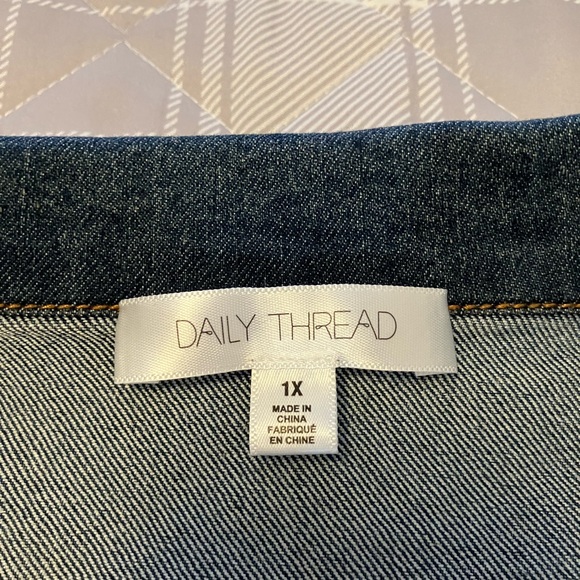 DAILY THREAD
1X
MADE IN
CHINA
FABRIQUÉ
EN CHINE